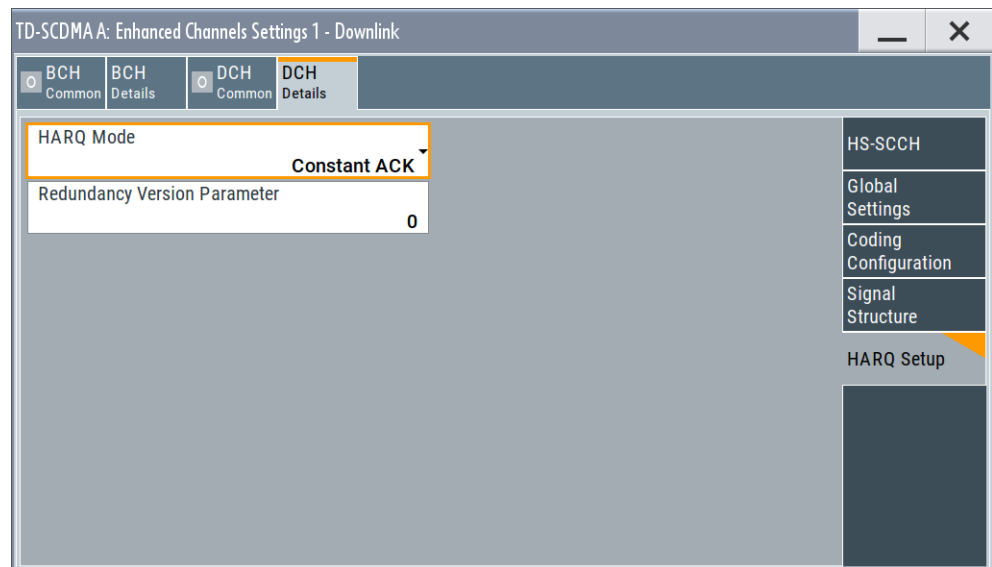 TD-SCDMA A: Enhanced Channels Settings 1 - Downlink
BCH
Common
BCH
Details
DCH
Common
DCH
Details
HARQ Mode
Constant ACK
Redundancy Version Parameter
0
HS-SCCH
Global
Settings
Coding
Configuration
Signal
Structure
HARQ Setup